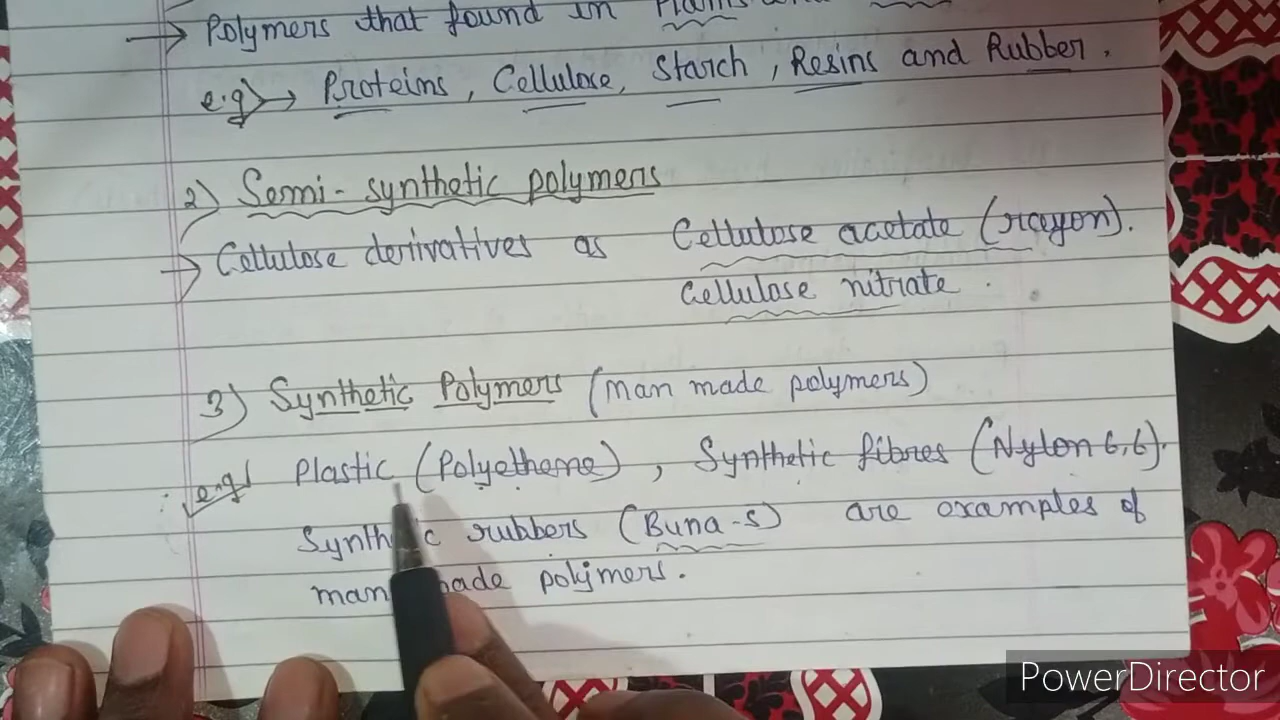 → Polymers that found in Plants and
e.g → Proteins, Cellulose, Starch, Resins and Rubber.
2) Semi-synthetic polymers
→ Cellulose derivatives as Cellulose acetate (rayon).
Cellulose nitrate.
3) Synthetic Polymers (man made polymers)
e.g/ Plastic (Polyethene), Synthetic fibres (Nylon 6,6).
Synth c rubbers (Buna-S) are examples of
man ade polymers.
PowerDirector